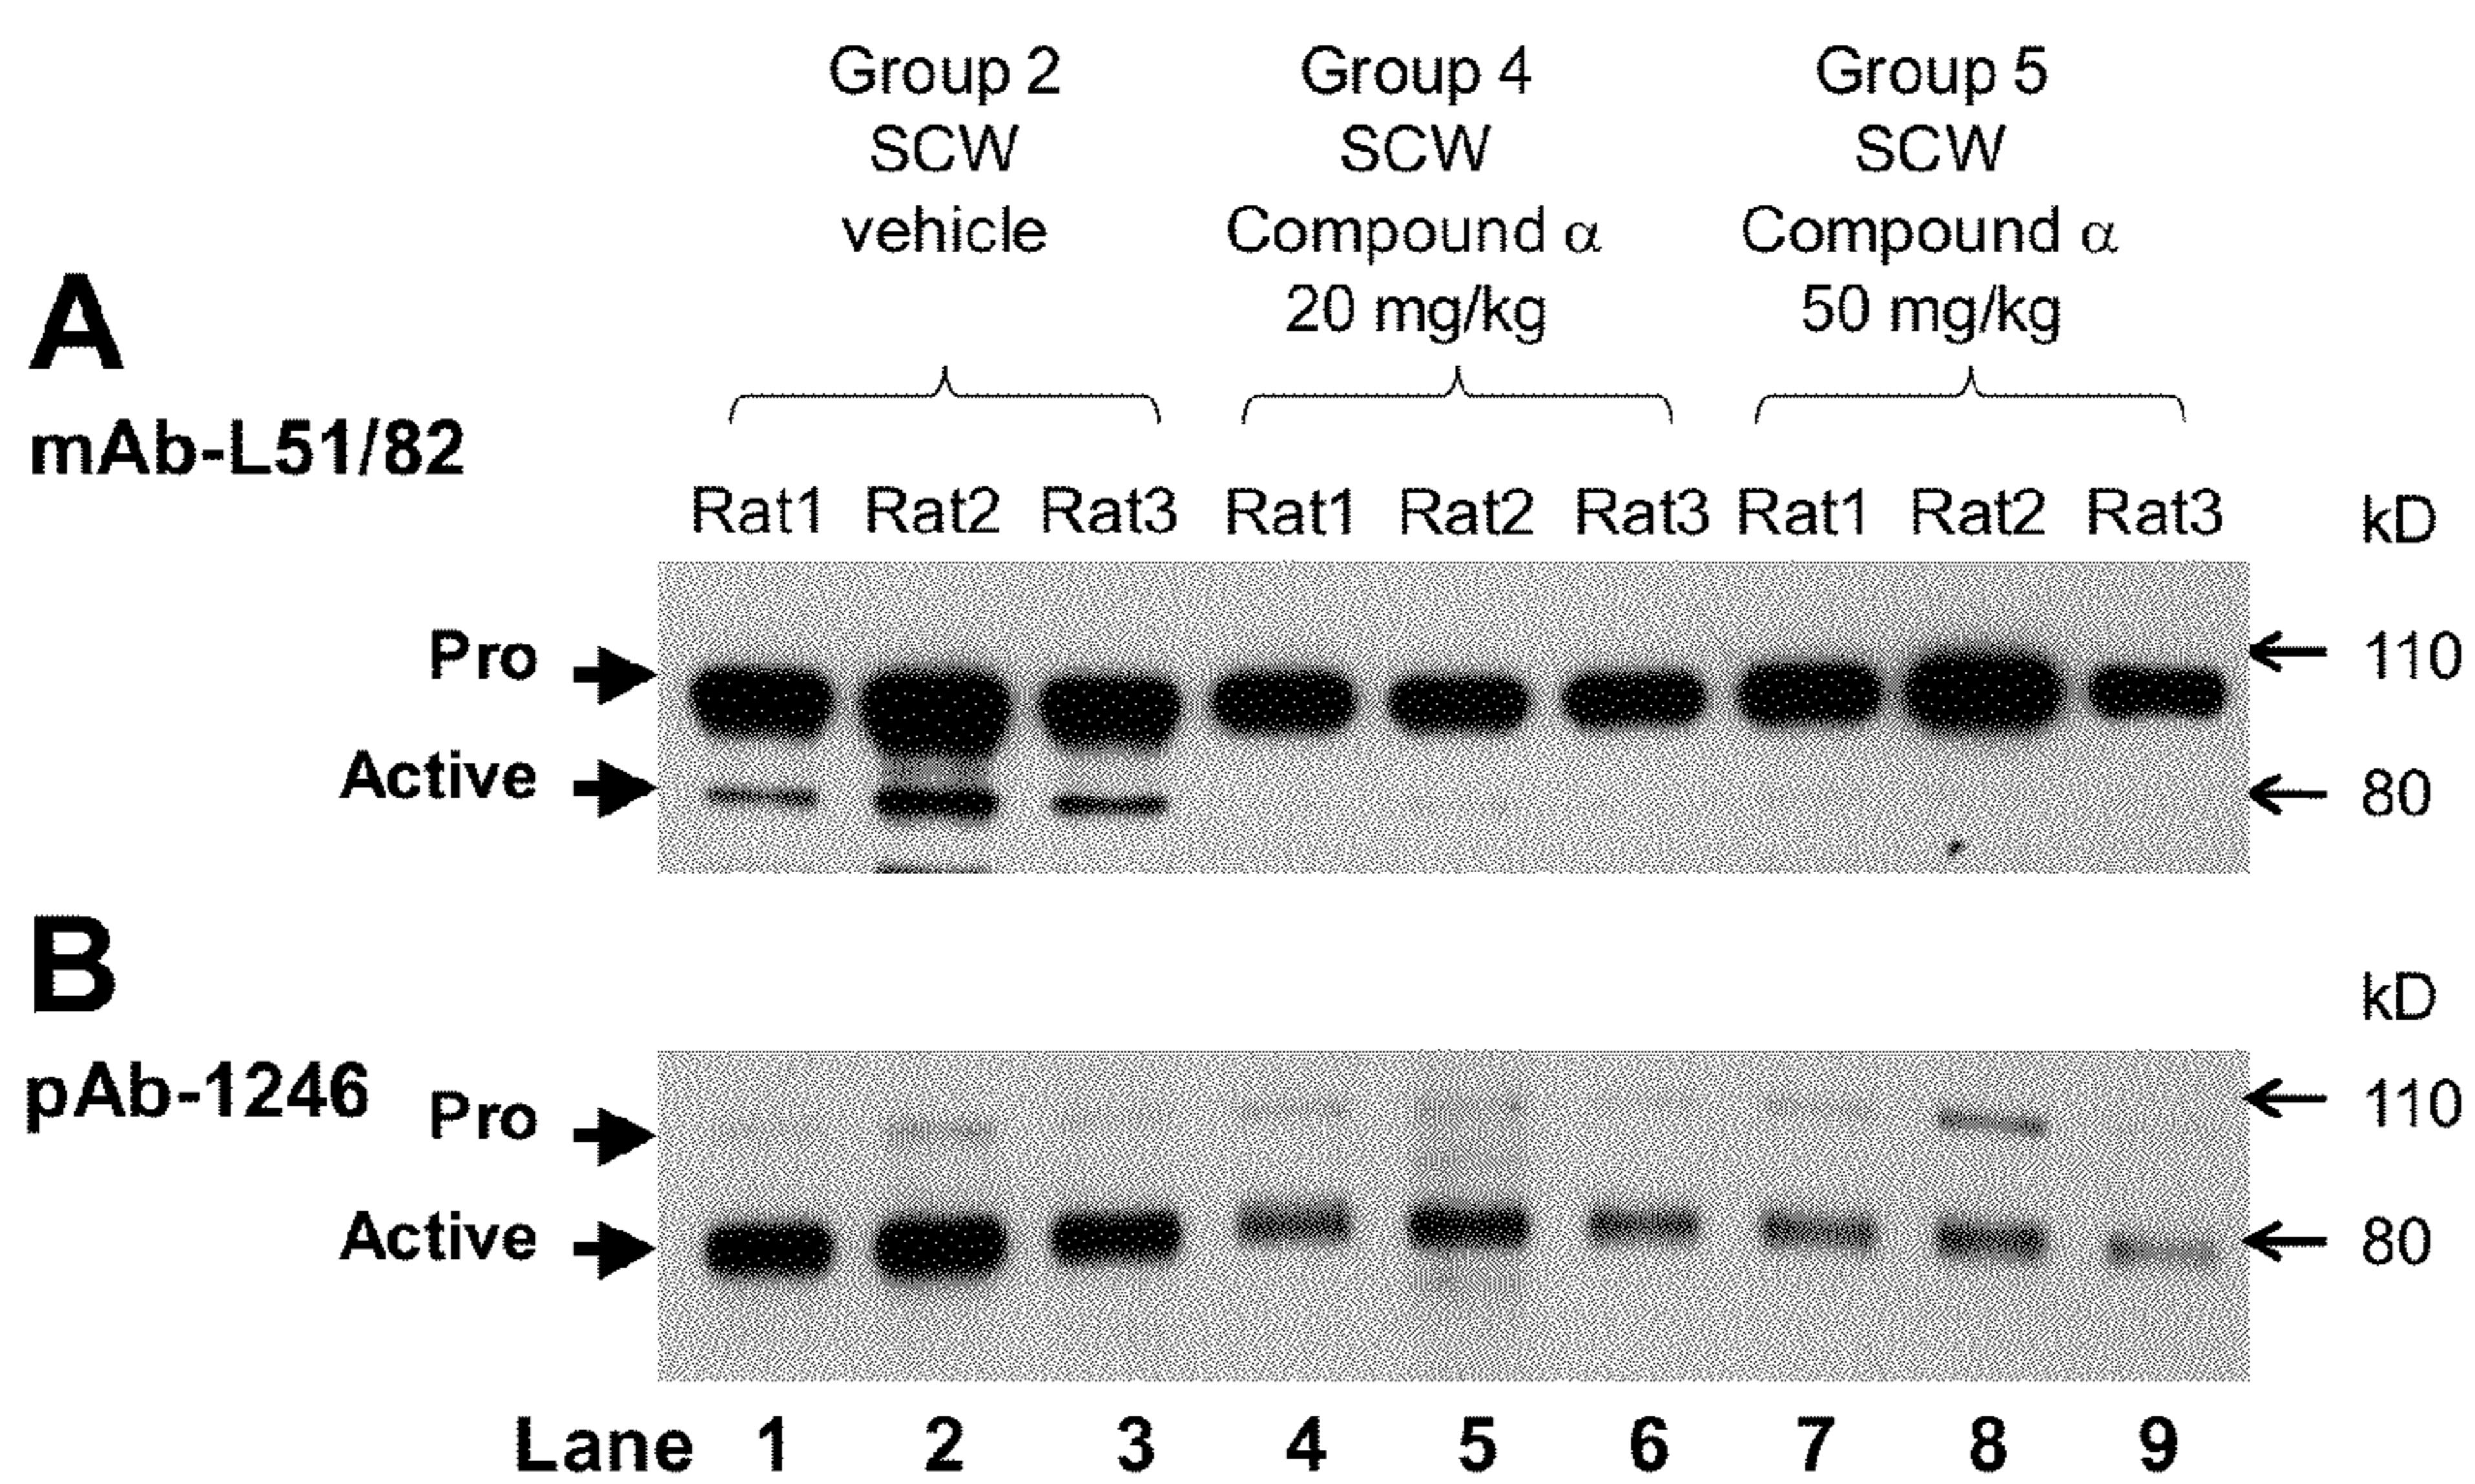 Group 2 Group 4 Group 5
SCW SCW SCW
vehicle Compound α Compound α
20 mg/kg 50 mg/kg
A
mAb-L51/82
Rat1 Rat2 Rat3 Rat1 Rat2 Rat3 Rat1 Rat2 Rat3 kD
Pro 110
Active 80
B
kD
pAb-1246
Pro 110
Active 80
Lane 1 2 3 4 5 6 7 8 9